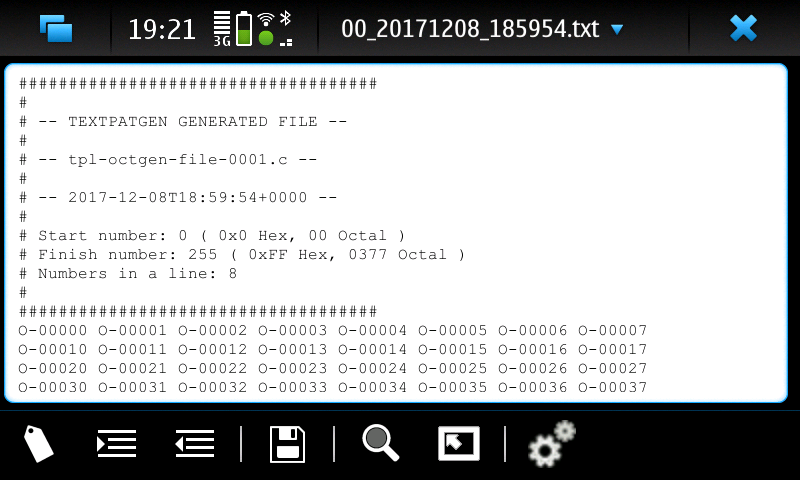 19:21 3G 00_20171208_185954.txt
####################################
#
# -- TEXTPATGEN GENERATED FILE --
#
# -- tpl-octgen-file-0001.c --
#
# -- 2017-12-08T18:59:54+0000 --
#
# Start number: 0 ( 0x0 Hex, 00 Octal )
# Finish number: 255 ( 0xFF Hex, 0377 Octal )
# Numbers in a line: 8
#
####################################
O-00000 O-00001 O-00002 O-00003 O-00004 O-00005 O-00006 O-00007
O-00010 O-00011 O-00012 O-00013 O-00014 O-00015 O-00016 O-00017
O-00020 O-00021 O-00022 O-00023 O-00024 O-00025 O-00026 O-00027
O-00030 O-00031 O-00032 O-00033 O-00034 O-00035 O-00036 O-00037